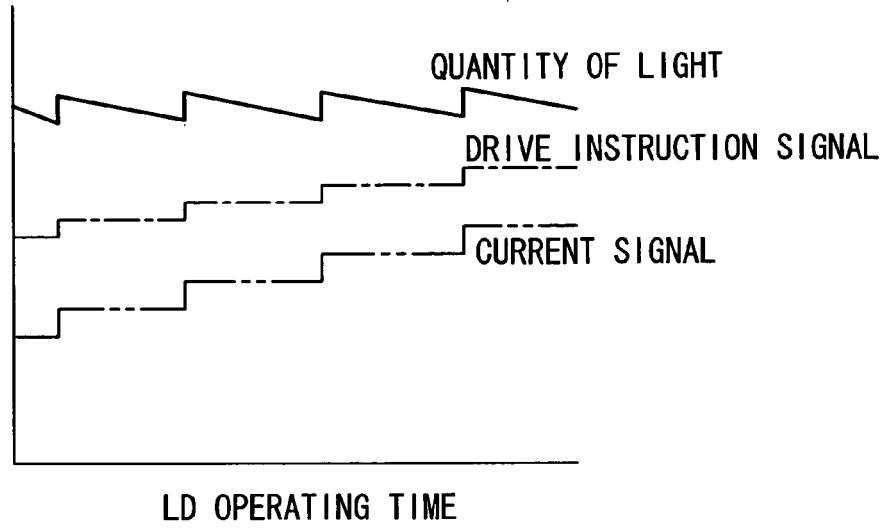 QUANTITY OF LIGHT
DRIVE INSTRUCTION SIGNAL
CURRENT SIGNAL
LD OPERATING TIME